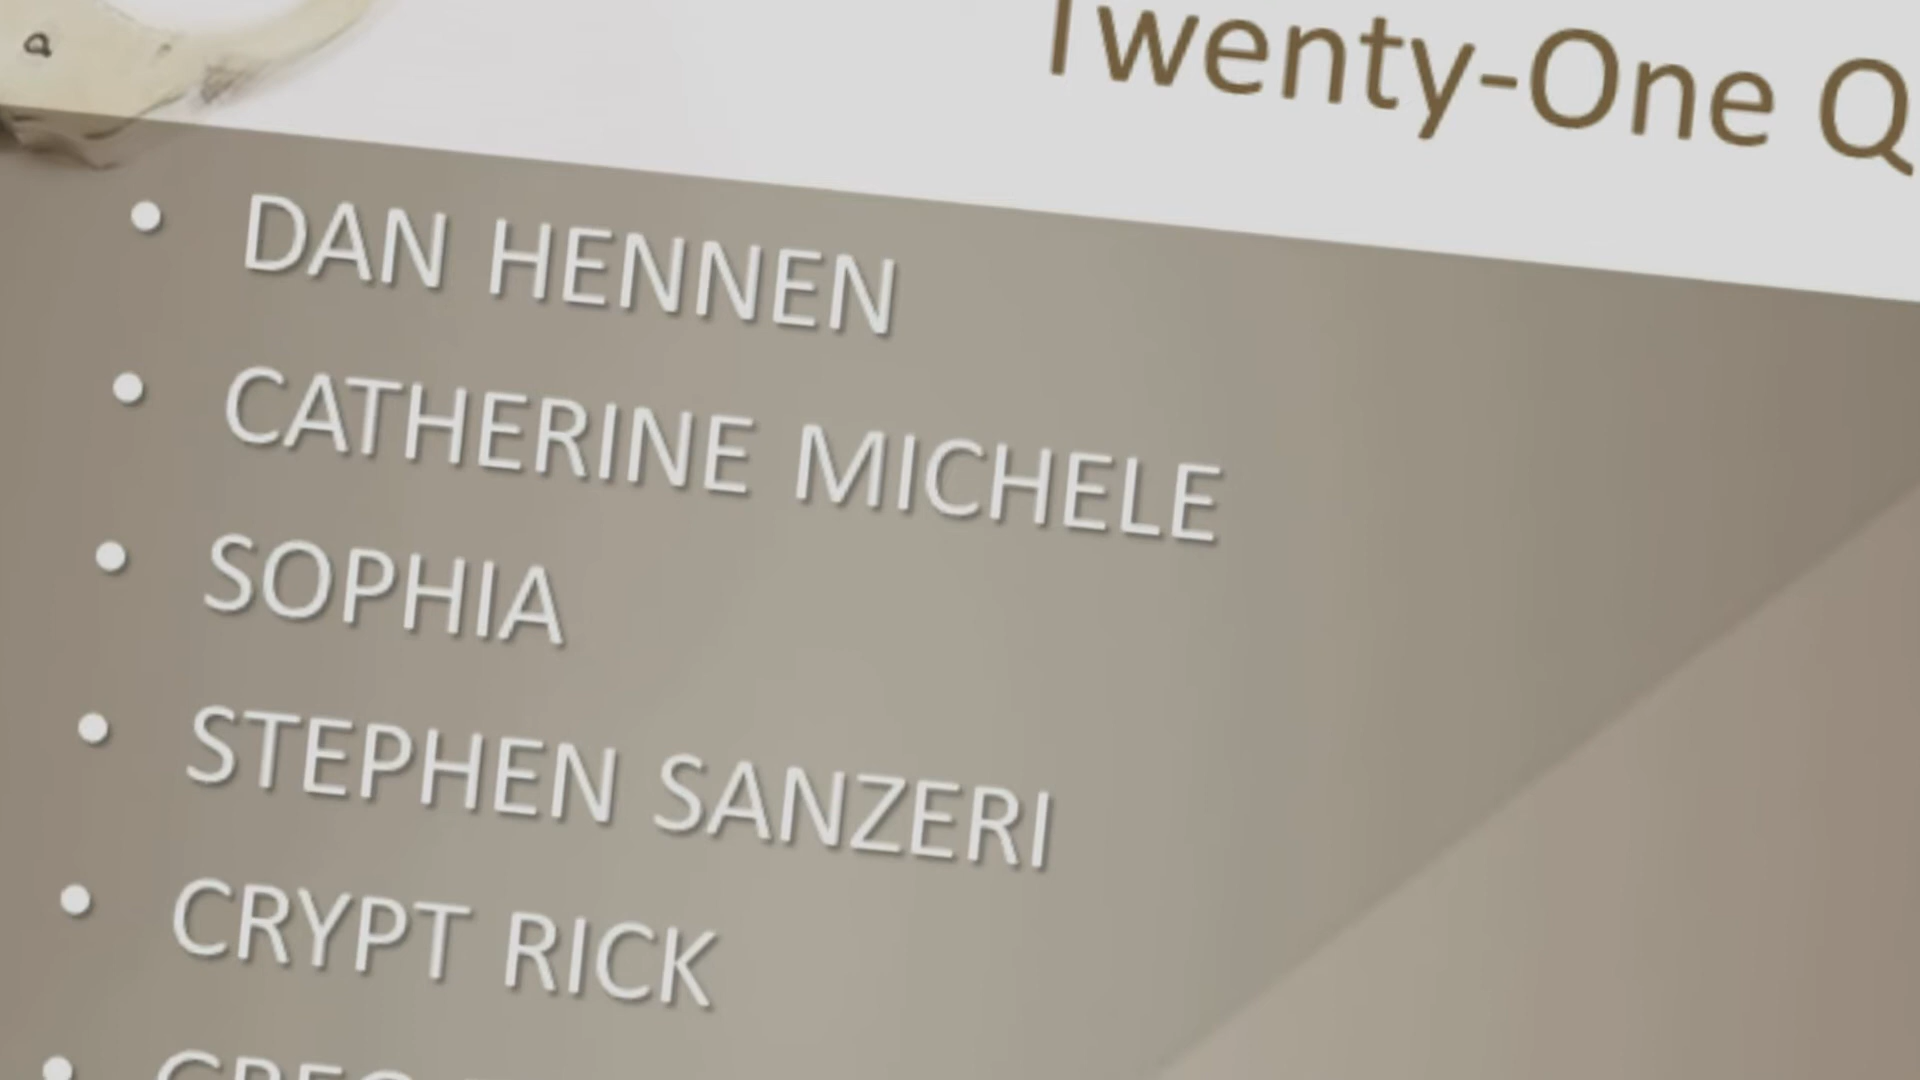 Twenty-One Q
• DAN HENNEN
• CATHERINE MICHELE
• SOPHIA
• STEPHEN SANZERI
• CRYPT RICK